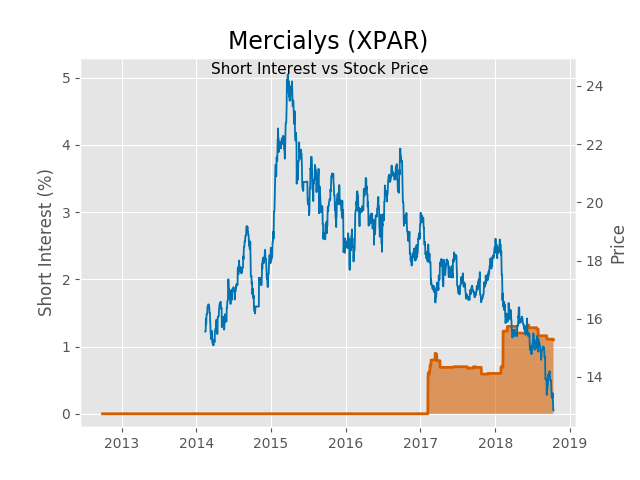 Mercialys (XPAR)
Short Interest vs Stock Price
Short Interest (%)
5
4
3
2
1
0
24
22
20
18
16
14
Price
2013 2014 2015 2016 2017 2018 2019